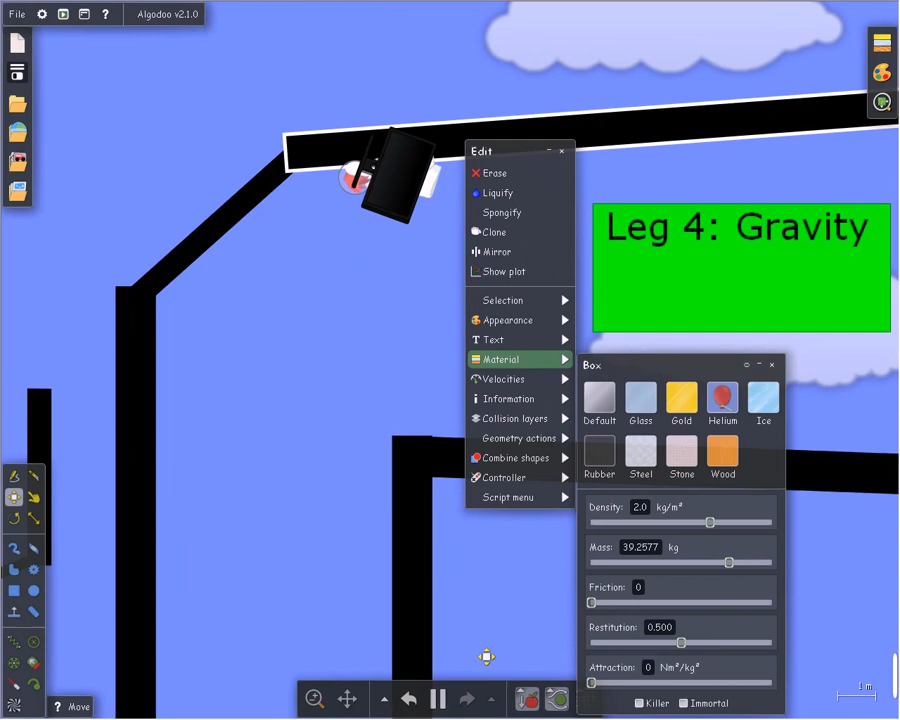 File
?
Algodoo v2.1.0
Edit
Erase
Liquify
Spongify
Clone
Mirror
Show plot
Selection
Appearance
T Text
Material
Velocities
i Information
Collision layers
Geometry actions
Combine shapes
Controller
Script menu
Leg 4: Gravity
Box
Default Glass Gold Helium Ice
Rubber Steel Stone Wood
Density: 2.0 kg/m²
Mass: 39.2577 kg
Friction: 0
Restitution: 0.500
Attraction: 0 Nm²/kg²
Killer Immortal
? Move
1 m